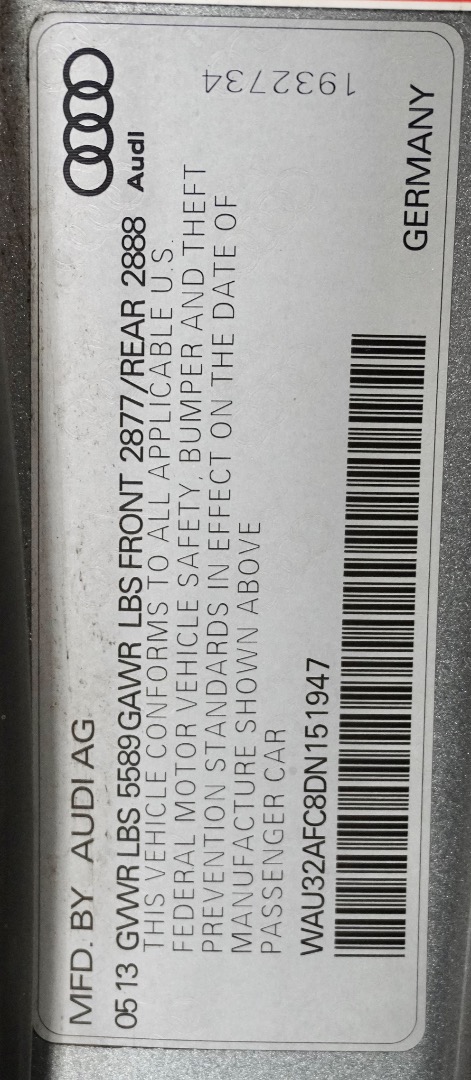 MFD. BY AUDI AG
Audi
0513 GVWR LBS 5589 GAWR LBS FRONT 2877/REAR 2888
THIS VEHICLE CONFORMS TO ALL APPLICABLE U.S.
FEDERAL MOTOR VEHICLE SAFETY, BUMPER AND THEFT
PREVENTION STANDARDS IN EFFECT ON THE DATE OF
MANUFACTURE SHOWN ABOVE
PASSENGER CAR
1932734
WAU32AFC8DN151947
GERMANY